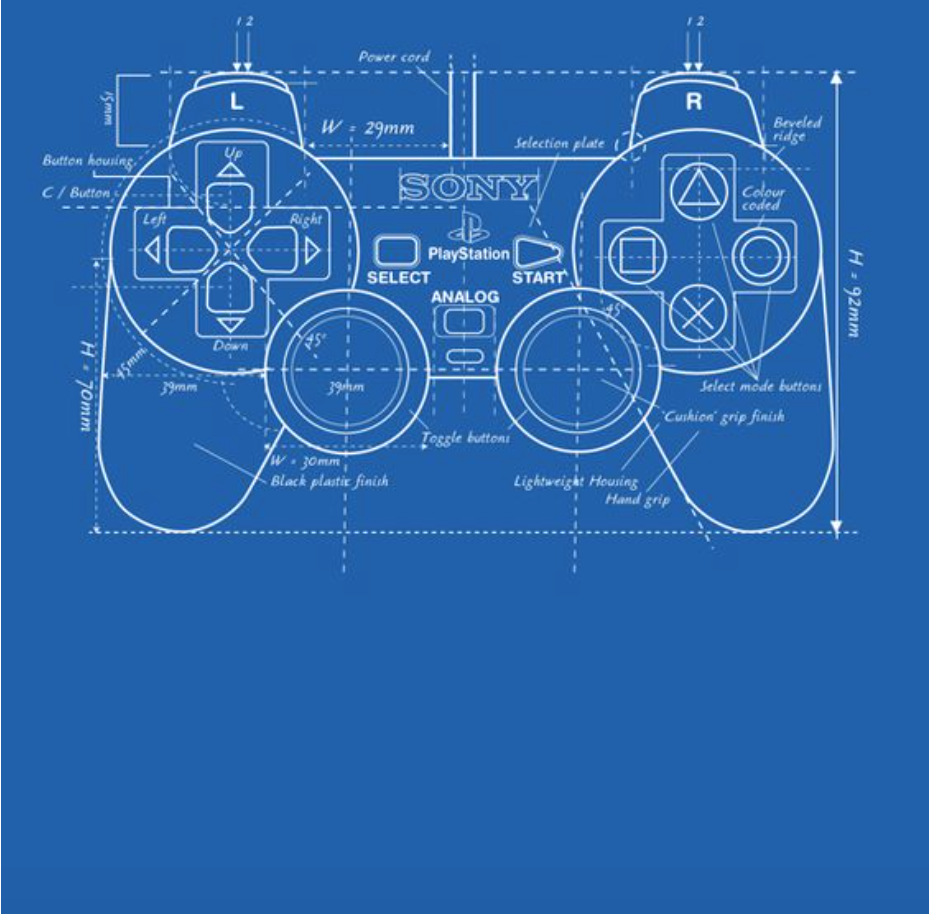 1 2
1 2
Power cord
L
R
15mm
W = 29mm
Beveled
ridge
Selection plate
Button housing
Up
C / Button
SONY
Colour
coded
Left
Right
PlayStation
SELECT
START
ANALOG
H = 92mm
45°
45°
Down
H = 70mm
45mm
39mm
39mm
Select mode buttons
'Cushion' grip finish
Toggle buttons
W = 30mm
Black plastic finish
Lightweight Housing
Hand grip